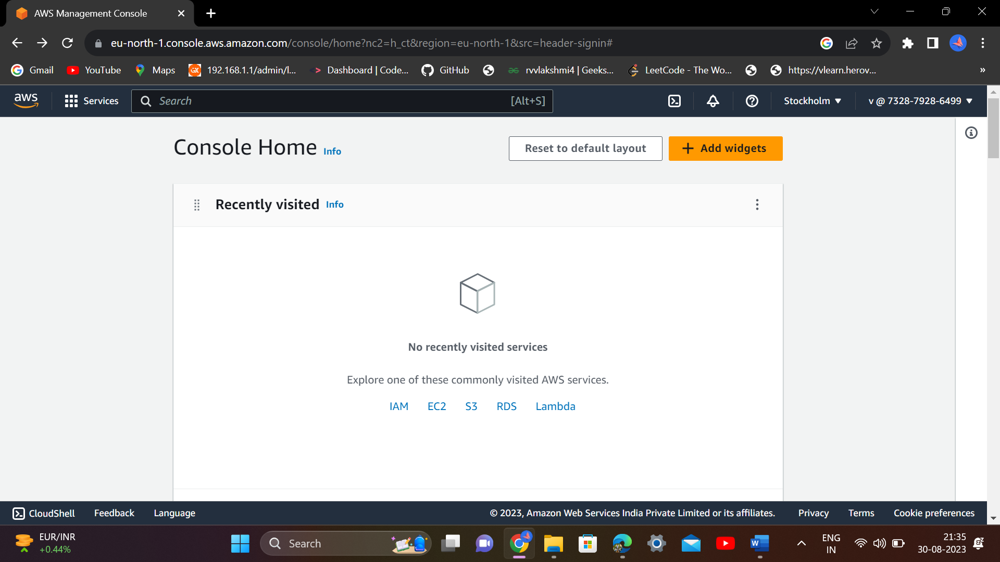 AWS Management Console
eu-north-1.console.aws.amazon.com/console/home?nc2=h_ct&region=eu-north-1&src=header-signin#
Gmail YouTube Maps 192.168.1.1/admin/l... Dashboard | Code... GitHub rvvlakshmi4 | Geeks... LeetCode - The Wo... https://vlearn.herov... »
aws Services Search [Alt+S] Stockholm v @ 7328-7928-6499
Console Home Info Reset to default layout + Add widgets
Recently visited Info
No recently visited services
Explore one of these commonly visited AWS services.
IAM EC2 S3 RDS Lambda
CloudShell Feedback Language © 2023, Amazon Web Services India Private Limited or its affiliates. Privacy Terms Cookie preferences
EUR/INR
+0.44%
Search
ENG
IN
21:35
30-08-2023